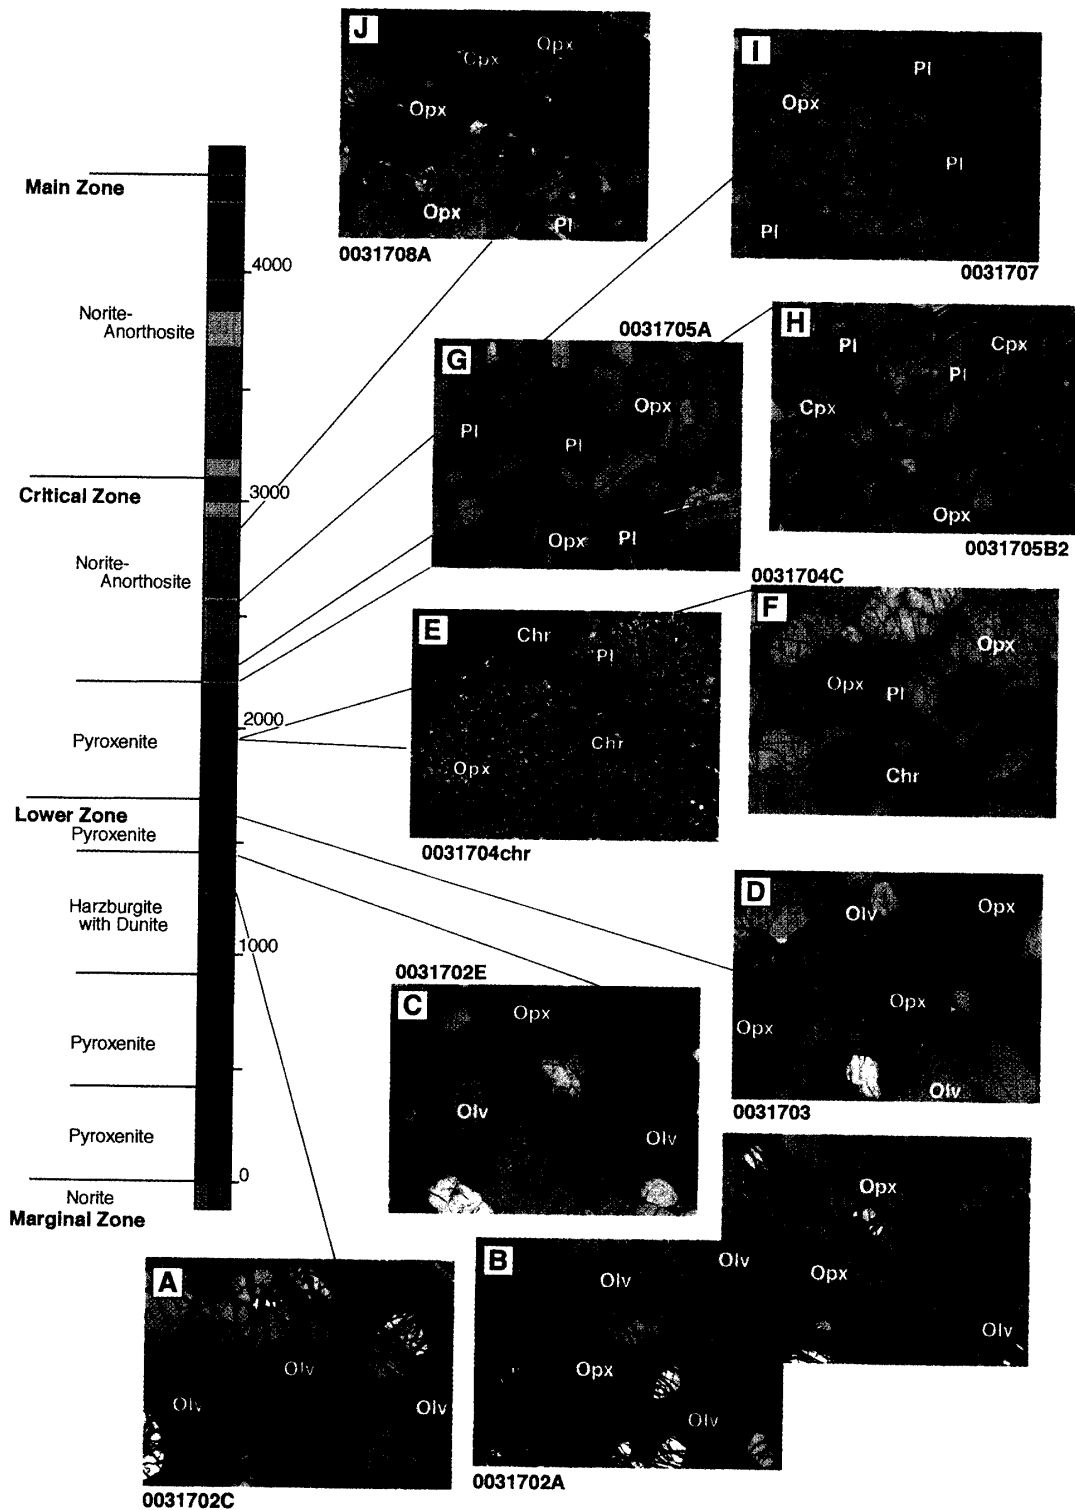 J
Cpx
Opx
Opx
Opx
Pl
0031708A
I
Pl
Opx
Pl
Pl
0031707
Main Zone
4000
Norite-
Anorthosite
Critical Zone
3000
Norite-
Anorthosite
2000
Pyroxenite
Lower Zone
Pyroxenite
Harzburgite
with Dunite
1000
Pyroxenite
Pyroxenite
0
Norite
Marginal Zone
0031705A
G
Opx
Pl
Pl
Opx
Pl
H
Pl
Cpx
Pl
Cpx
Opx
0031705B2
E
Chr
Pl
Chr
Opx
0031704chr
0031704C
F
Opx
Opx
Pl
Chr
D
Olv
Opx
Opx
Opx
Olv
0031703
0031702E
C
Opx
Olv
Olv
A
Olv
Olv
Olv
0031702C
B
Olv
Opx
Olv
Opx
Olv
Opx
Olv
0031702A